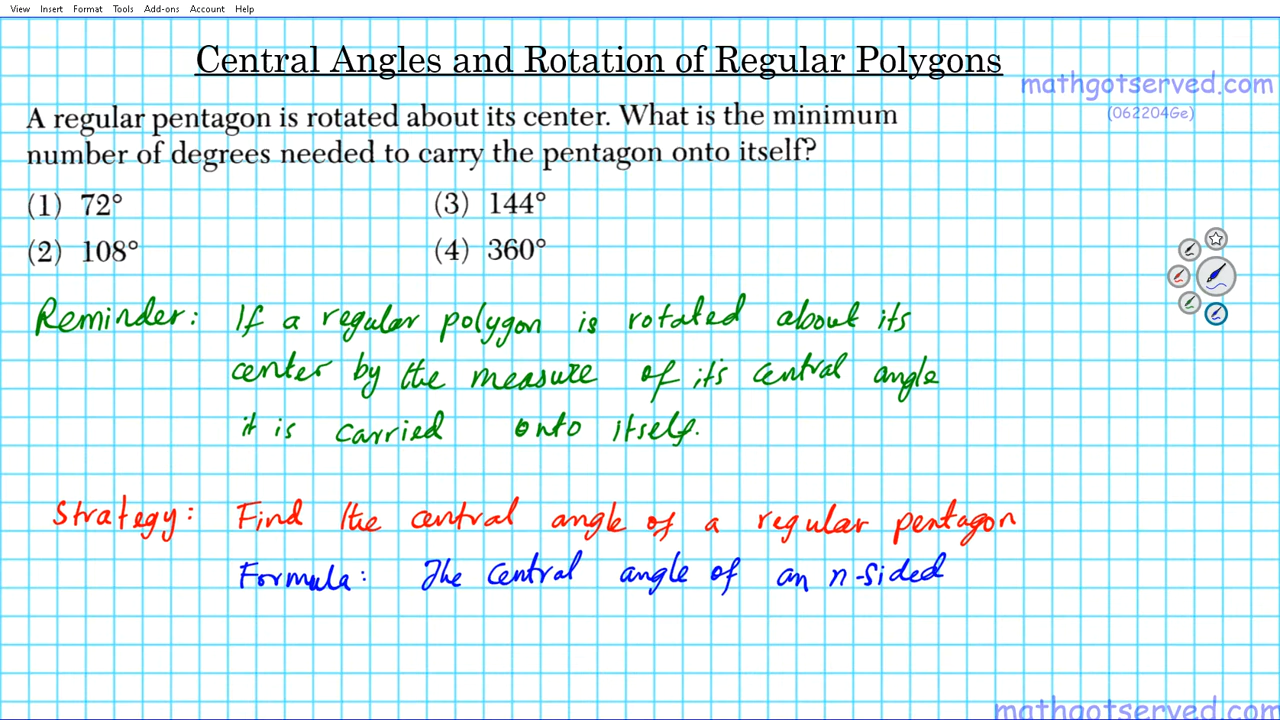 View Insert Format Tools Add-ons Account Help
Central Angles and Rotation of Regular Polygons
mathgotserved.com
(062204Ge)
A regular pentagon is rotated about its center. What is the minimum
number of degrees needed to carry the pentagon onto itself?
(1) 72° (3) 144°
(2) 108° (4) 360°
Reminder: If a regular polygon is rotated about its
center by the measure of its central angle
it is carried onto itself.
Strategy: Find the central angle of a regular pentagon
Formula: The central angle of an n-sided
mathgotserved.com